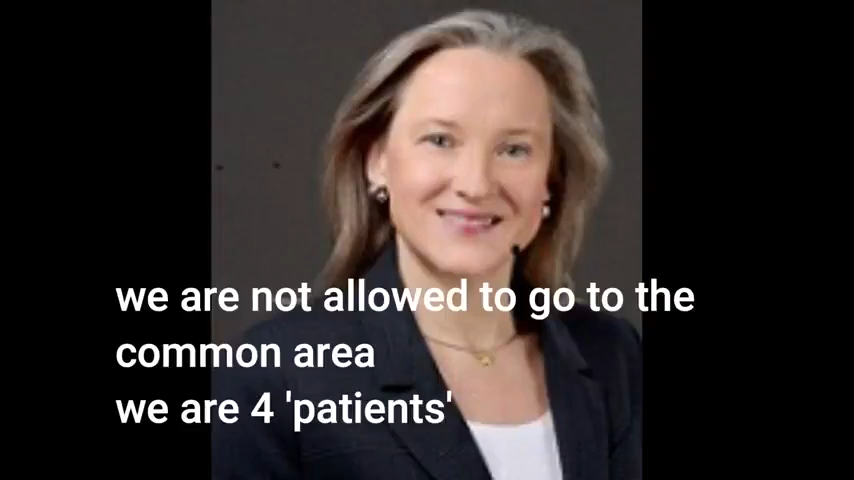 we are not allowed to go to the
common area
we are 4 'patients'